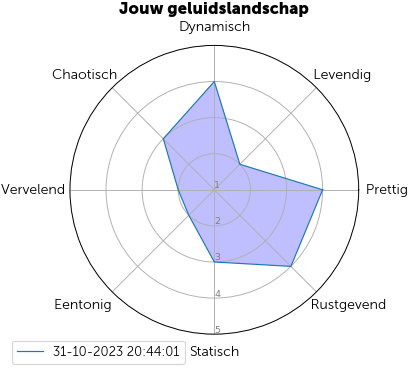 Jouw geluidslandschap
Dynamisch
Chaotisch
Levendig
Vervelend
Prettig
1
2
3
4
5
Eentonig
Rustgevend
31-10-2023 20:44:01
Statisch